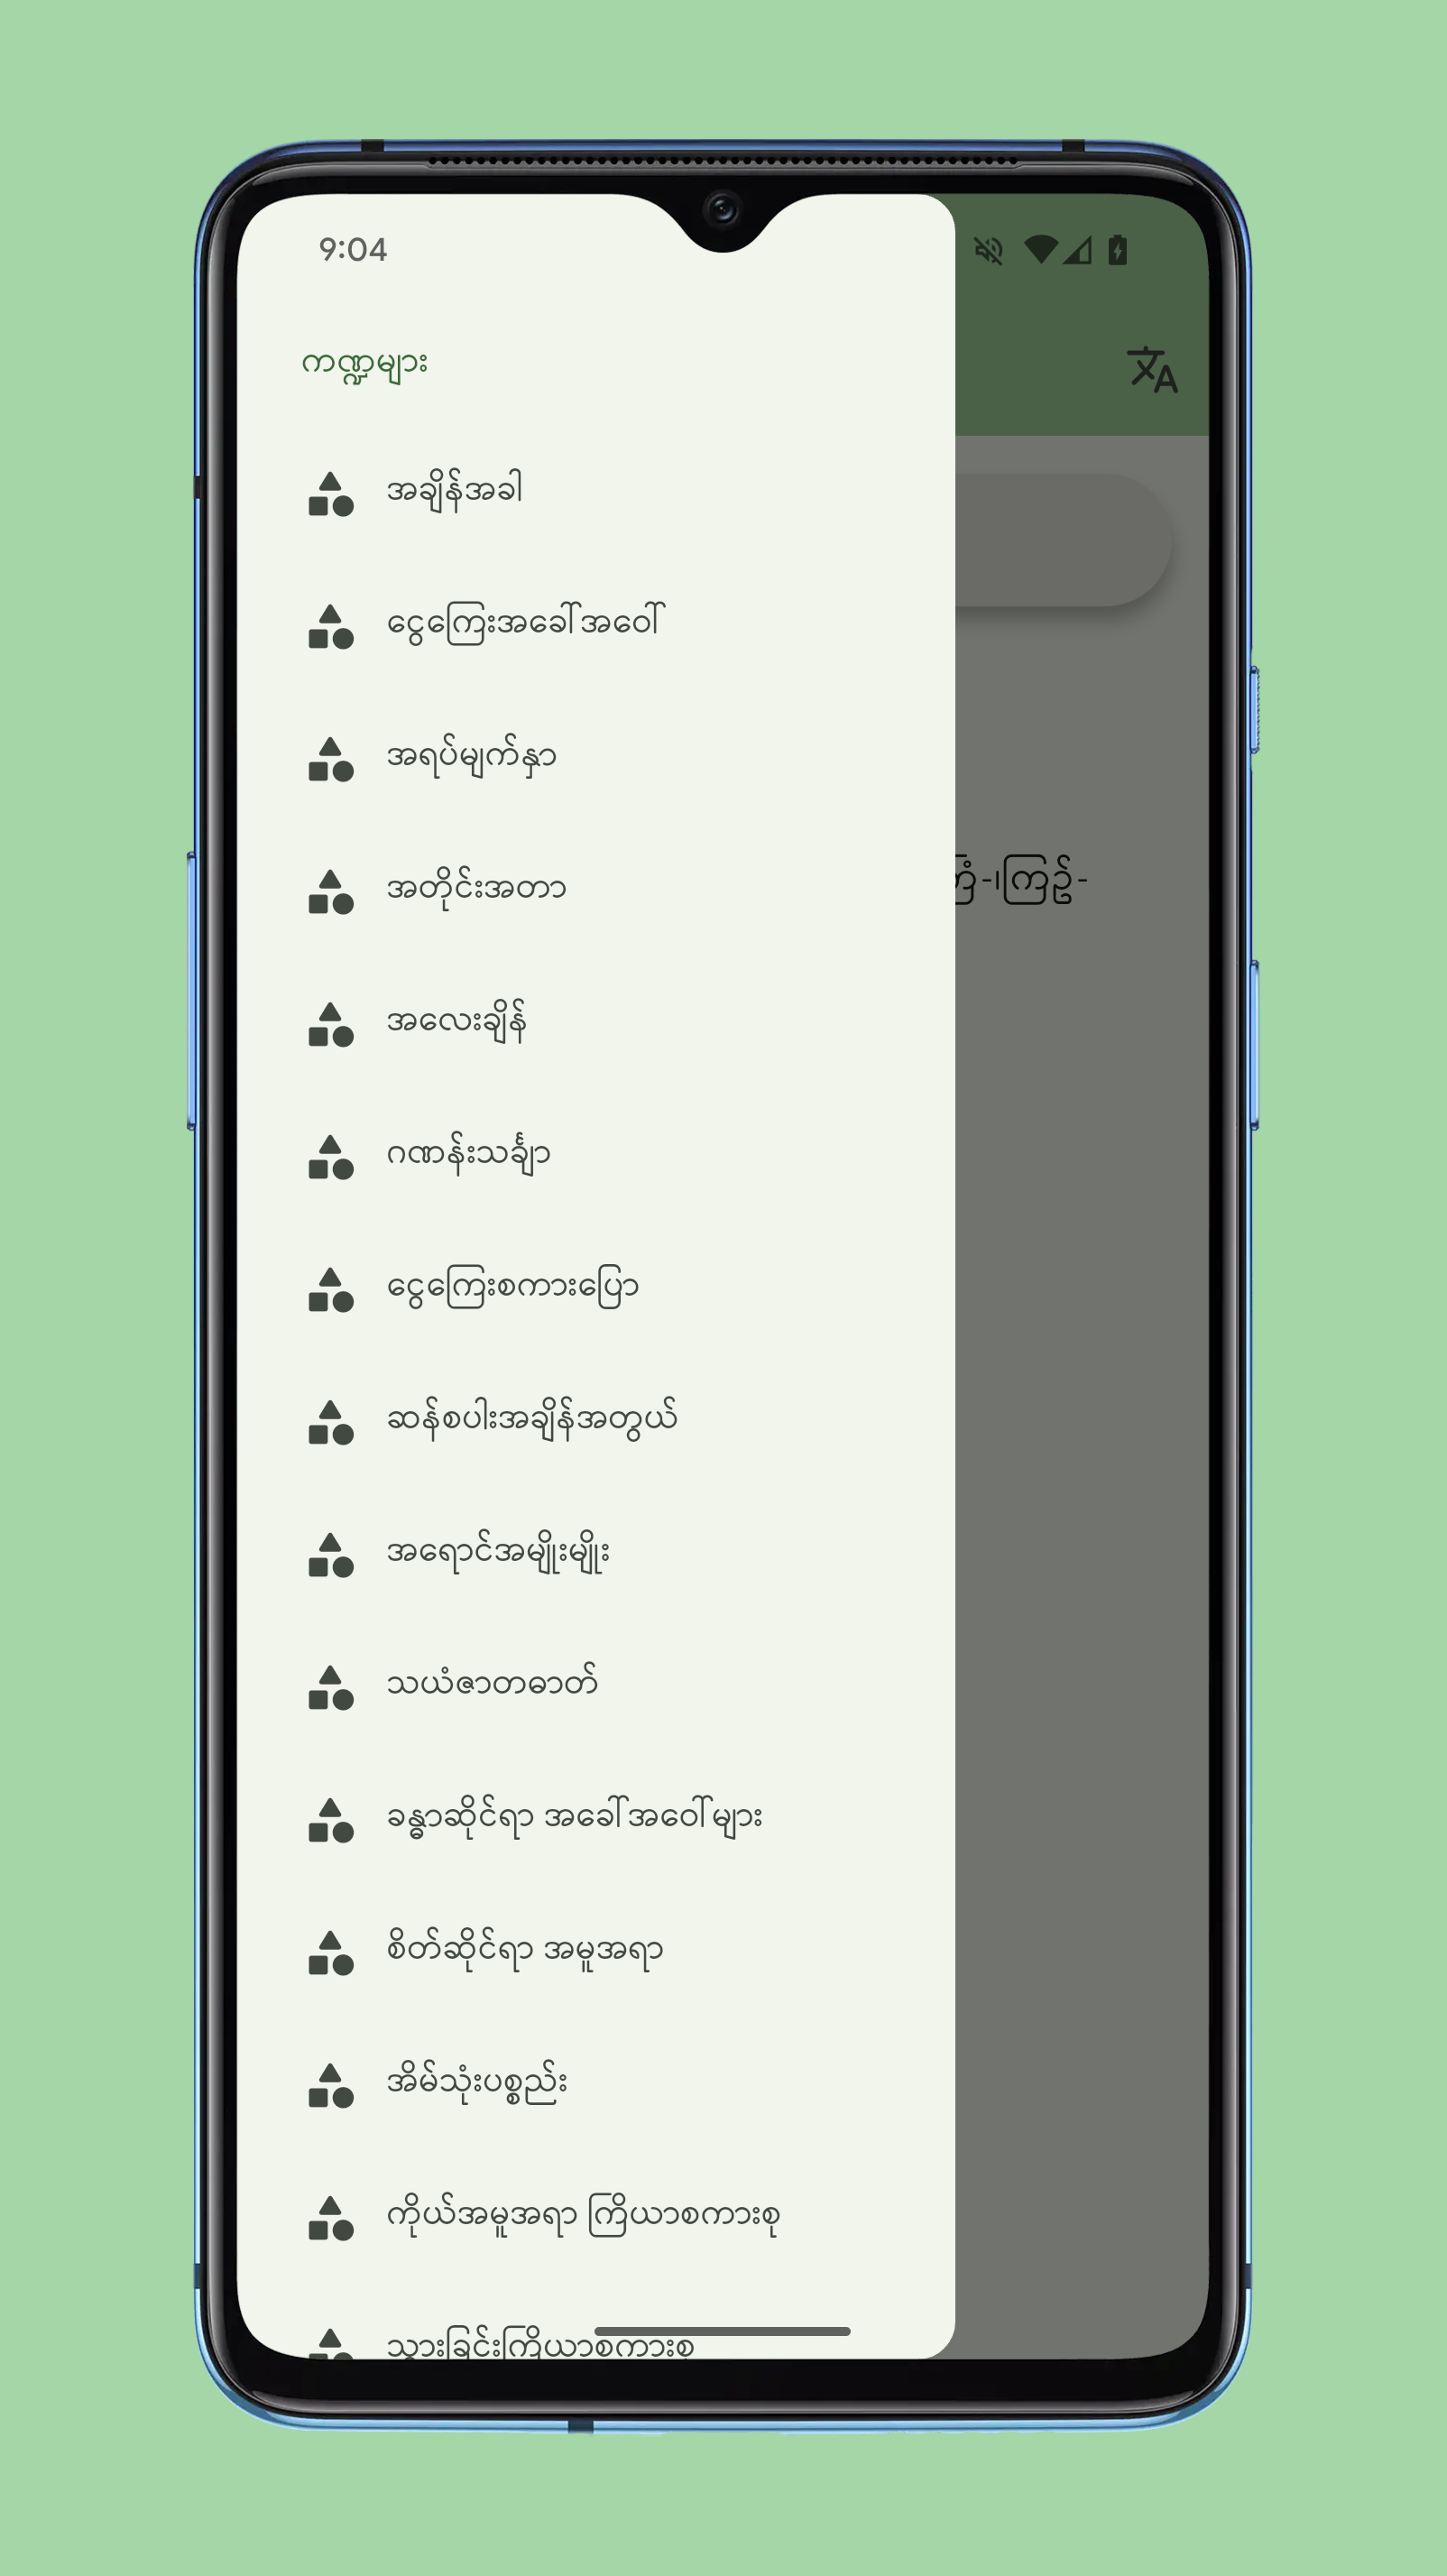 9:04
ကဏ္ဍများ
အချိန်အခါ
ငွေကြေးအခေါ်အဝေါ်
အရပ်မျက်နှာ
အတိုင်းအတာ
-၊ကြဉ်-
အလေးချိန်
ဂဏန်းသင်္ချာ
ငွေကြေးစကားပြော
ဆန်စပါးအချိန်အတွယ်
အရောင်အမျိုးမျိုး
သယံဇာတဓာတ်
ခန္ဓာဆိုင်ရာ အခေါ်အဝေါ်များ
စိတ်ဆိုင်ရာ အမူအရာ
အိမ်သုံးပစ္စည်း
ကိုယ်အမူအရာ ကြိယာစကားစု
သွားခြင်းကြိယာစကားစု